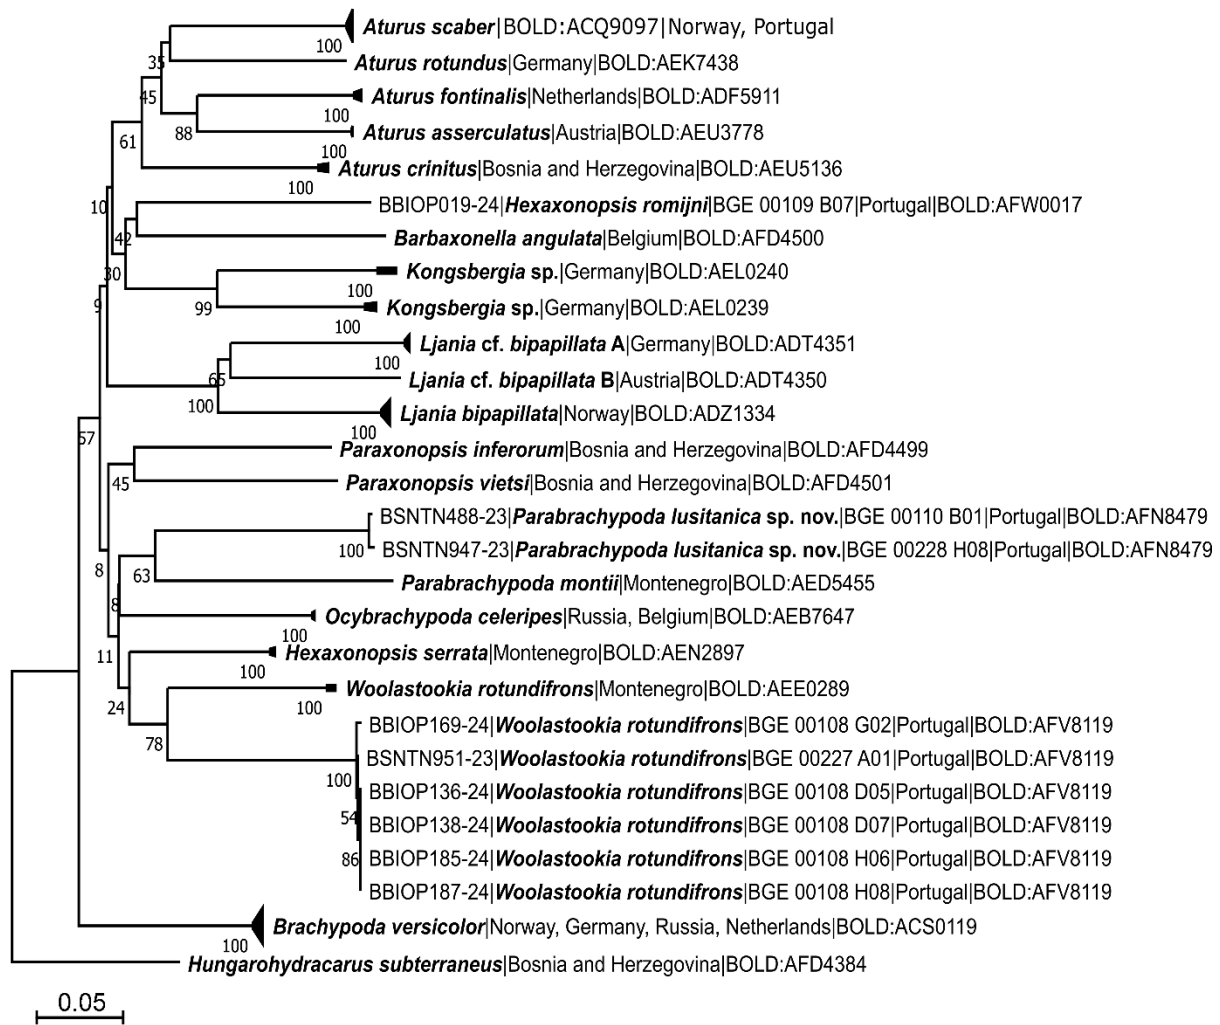 Aturus scaber|BOLD:ACQ9097|Norway, Portugal
100
35
Aturus rotundus|Germany|BOLD:AEK7438
45
Aturus fontinalis|Netherlands|BOLD:ADF5911
100
88
Aturus asserculatus|Austria|BOLD:AEU3778
61
100
Aturus crinitus|Bosnia and Herzegovina|BOLD:AEU5136
100
10
BBIOP019-24|Hexaxonopsis romijni|BGE 00109 B07|Portugal|BOLD:AFW0017
42
Barbaxonella angulata|Belgium|BOLD:AFD4500
30
Kongsbergia sp.|Germany|BOLD:AEL0240
100
9
99
Kongsbergia sp.|Germany|BOLD:AEL0239
100
Ljania cf. bipapillata A|Germany|BOLD:ADT4351
100
65
Ljania cf. bipapillata B|Austria|BOLD:ADT4350
100
Ljania bipapillata|Norway|BOLD:ADZ1334
100
57
Paraxonopsis inferorum|Bosnia and Herzegovina|BOLD:AFD4499
45
Paraxonopsis vietsi|Bosnia and Herzegovina|BOLD:AFD4501
BSNTN488-23|Parabrachypoda lusitanica sp. nov.|BGE 00110 B01|Portugal|BOLD:AFN8479
100
BSNTN947-23|Parabrachypoda lusitanica sp. nov.|BGE 00228 H08|Portugal|BOLD:AFN8479
8
63
Parabrachypoda montii|Montenegro|BOLD:AED5455
8
Ocybrachypoda celeripes|Russia, Belgium|BOLD:AEB7647
100
11
Hexaxonopsis serrata|Montenegro|BOLD:AEN2897
100
Woolastookia rotundifrons|Montenegro|BOLD:AEE0289
24
100
BBIOP169-24|Woolastookia rotundifrons|BGE 00108 G02|Portugal|BOLD:AFV8119
78
BSNTN951-23|Woolastookia rotundifrons|BGE 00227 A01|Portugal|BOLD:AFV8119
100
BBIOP136-24|Woolastookia rotundifrons|BGE 00108 D05|Portugal|BOLD:AFV8119
54
BBIOP138-24|Woolastookia rotundifrons|BGE 00108 D07|Portugal|BOLD:AFV8119
86
BBIOP185-24|Woolastookia rotundifrons|BGE 00108 H06|Portugal|BOLD:AFV8119
BBIOP187-24|Woolastookia rotundifrons|BGE 00108 H08|Portugal|BOLD:AFV8119
Brachypoda versicolor|Norway, Germany, Russia, Netherlands|BOLD:ACS0119
100
Hungarohydracarus subterraneus|Bosnia and Herzegovina|BOLD:AFD4384
0.05